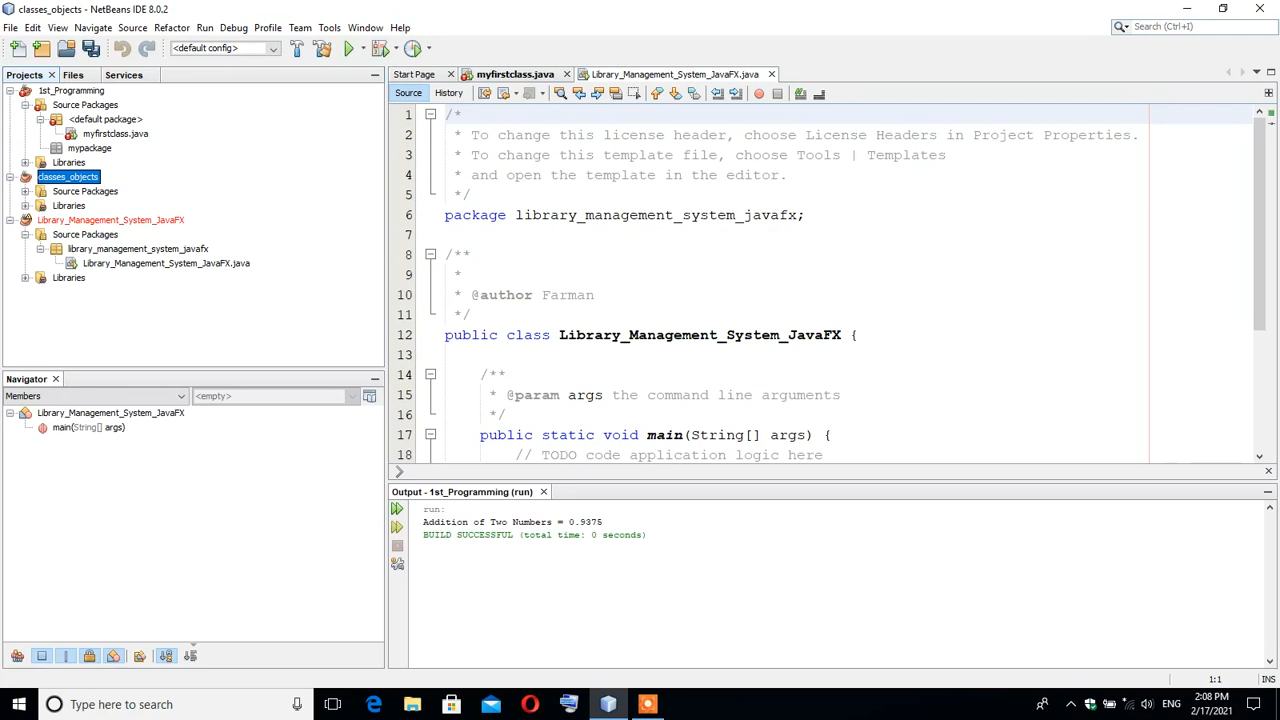 classes_objects - NetBeans IDE 8.0.2
File Edit View Navigate Source Refactor Run Debug Profile Team Tools Window Help
Search (Ctrl+I)
<default config>
Projects Files Services
Start Page myfirstclass.java Library_Management_System_JavaFX.java
Source History
1st_Programming
Source Packages
<default package>
myfirstclass.java
mypackage
Libraries
classes_objects
Source Packages
Libraries
Library_Management_System_JavaFX
Source Packages
library_management_system_javafx
Library_Management_System_JavaFX.java
Libraries
1 /*
2 * To change this license header, choose License Headers in Project Properties.
3 * To change this template file, choose Tools | Templates
4 * and open the template in the editor.
5 */
6 package library_management_system_javafx;
7
8 /**
9 *
10 * @author Farman
11 */
12 public class Library_Management_System_JavaFX {
13
14 /**
15 * @param args the command line arguments
16 */
17 public static void main(String[] args) {
18 // TODO code application logic here
Navigator
Members <empty>
Library_Management_System_JavaFX
main(String[] args)
Output - 1st_Programming (run)
run:
Addition of Two Numbers = 0.9375
BUILD SUCCESSFUL (total time: 0 seconds)
1:1 INS
Type here to search
ENG
2:08 PM
2/17/2021